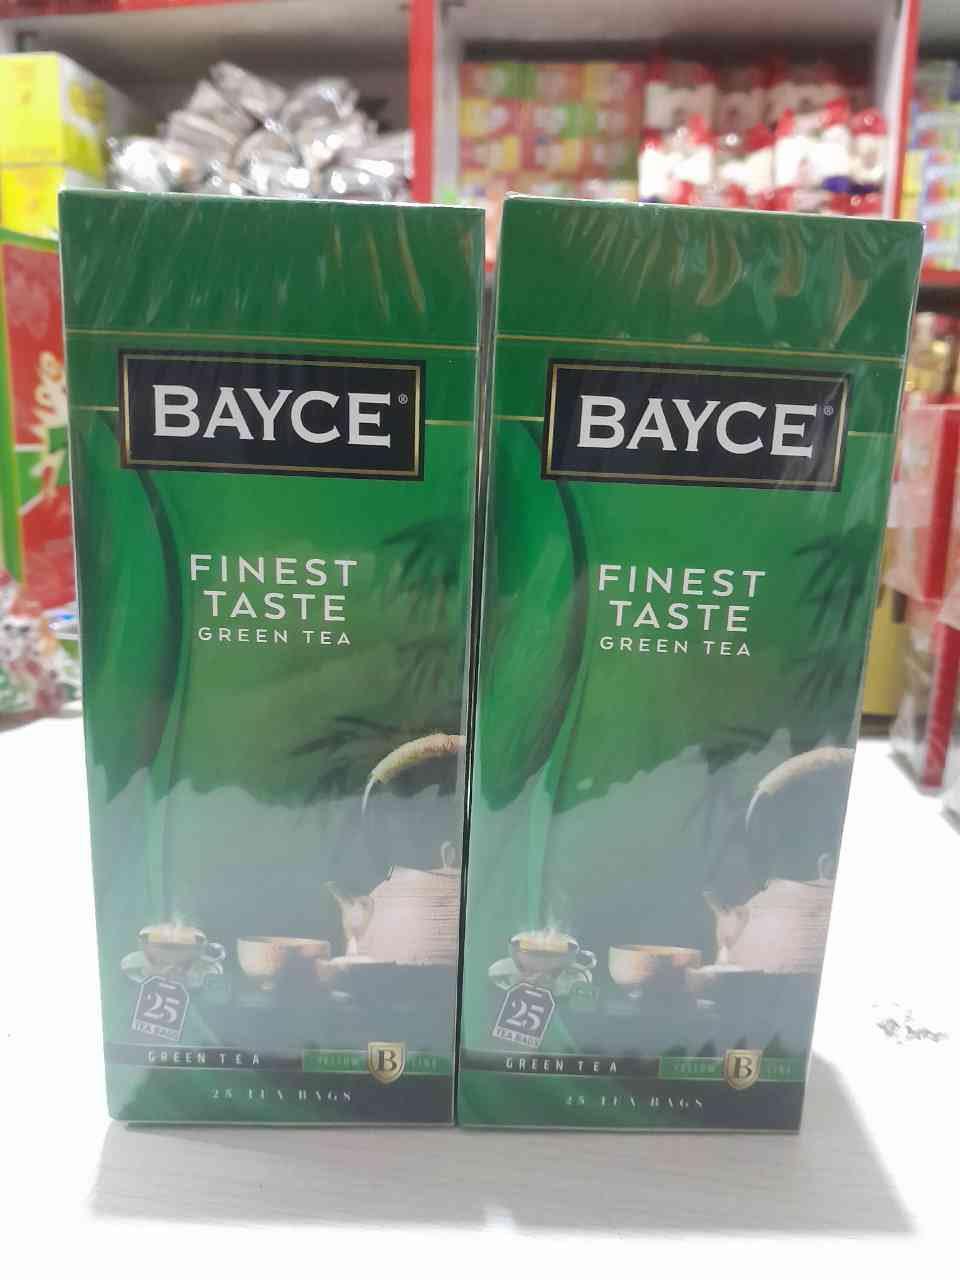 BAYCE®
FINEST
TASTE
GREEN TEA
25
TEA BAGS
GREEN TEA
YELLOW B LINE
25 TEA BAGS
BAYCE®
FINEST
TASTE
GREEN TEA
25
TEA BAGS
GREEN TEA
YELLOW B LINE
25 TEA BAGS